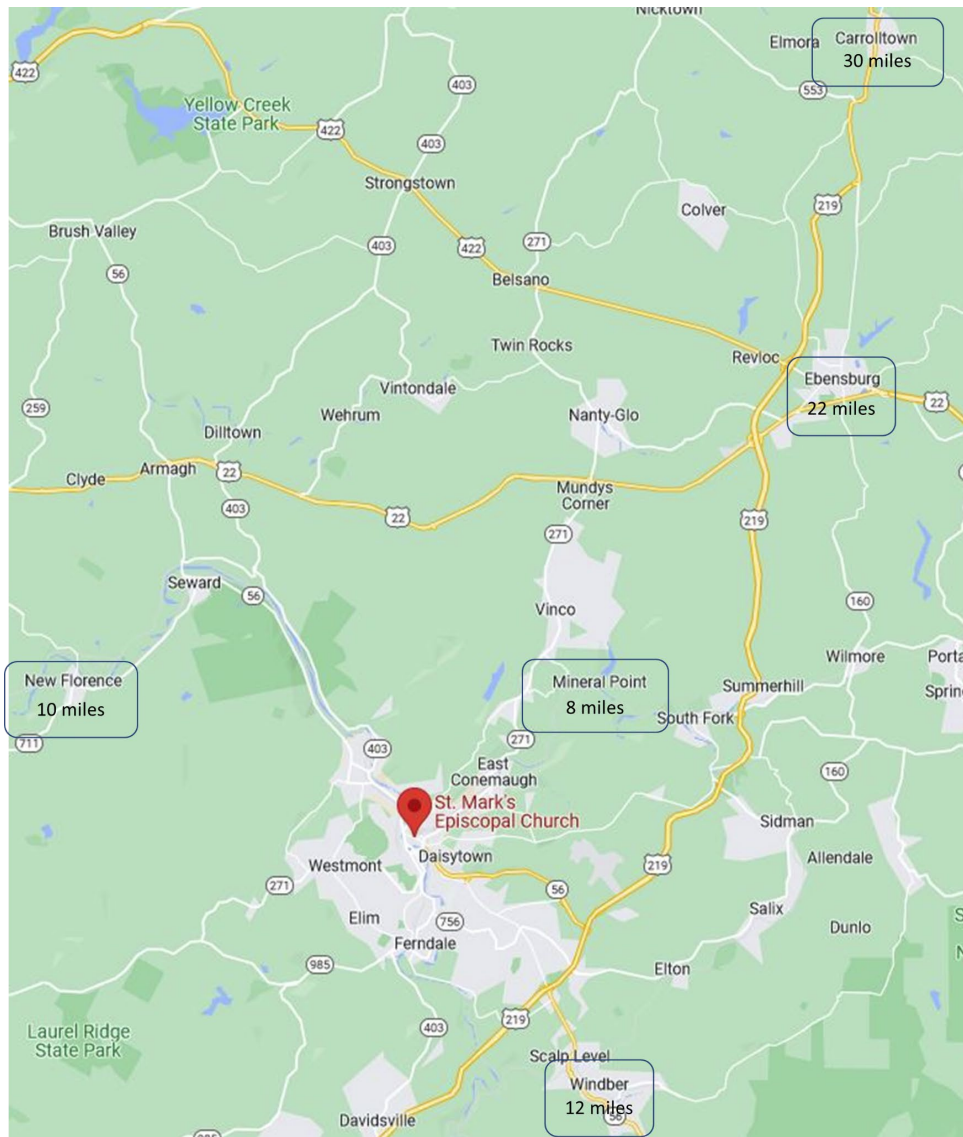 Nicktown
Elmora
Carrolltown
30 miles
422
403
553
Yellow Creek
State Park
422
403
Strongstown
Colver
219
Brush Valley
403
271
422
56
Belsano
Twin Rocks
Revloc
Ebensburg
22 miles
22
259
Vintondale
Wehrum
Nanty-Glo
Dilltown
Clyde
Armagh
22
403
22
Mundys
Corner
271
219
Seward
56
Vinco
160
Wilmore
New Florence
10 miles
Mineral Point
8 miles
Summerhill
South Fork
711
403
271
East
Conemaugh
160
St. Mark's
Episcopal Church
Sidman
Westmont
Daisytown
219
Allendale
271
56
Elim
756
Salix
Dunlo
Ferndale
985
Elton
Laurel Ridge
State Park
403
219
Scalp Level
Windber
12 miles
56
Davidsville